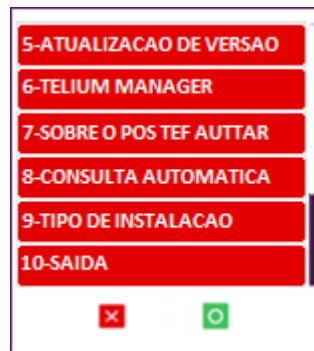 5-ATUALIZACAO DE VERSAO
6-TELIUM MANAGER
7-SOBRE O POS TEF AUTTAR
8-CONSULTA AUTOMATICA
9-TIPO DE INSTALACAO
10-SAIDA